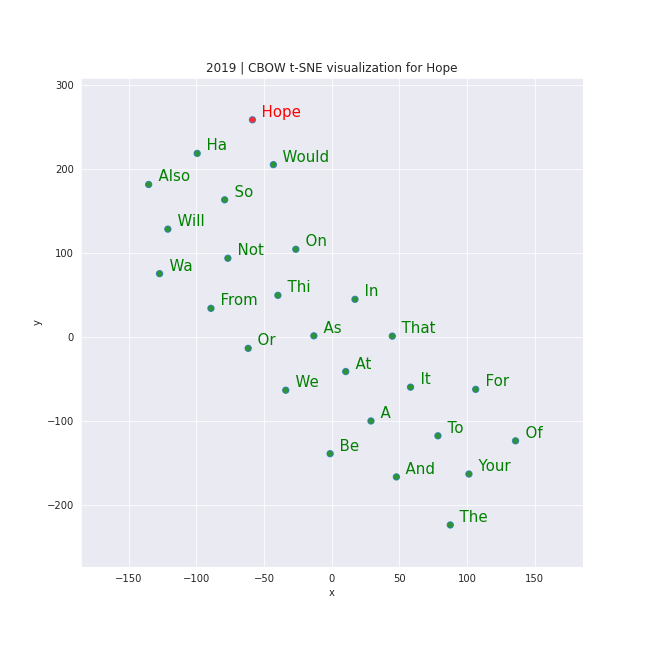 2019 | CBOW t-SNE visualization for Hope
300
Hope
Ha
Would
200
Also
So
Will
Not
On
100
Wa
Thi
In
From
As
That
0
Or
At
We
It
For
A
-100
To
Of
Be
And
Your
-200
The
−150
−100
−50
0
50
100
150
x
y